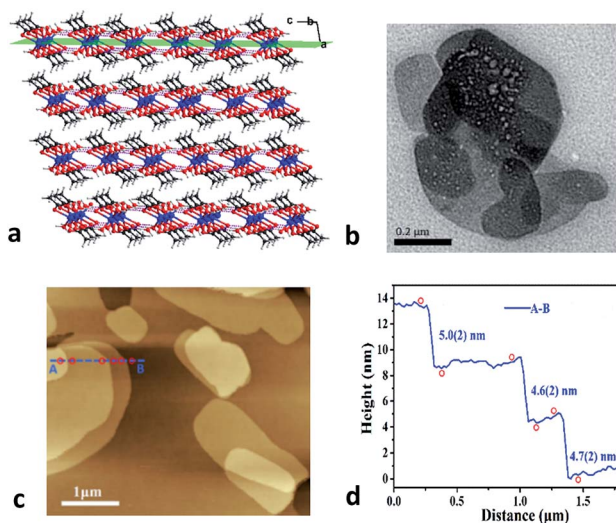 c
b
a
a
b
0.2 μm
c
A
B
1μm
d
Height (nm)
14
12
10
8
6
4
2
0
A-B
5.0(2) nm
4.6(2) nm
4.7(2) nm
0.0
0.5
1.0
1.5
Distance (μm)